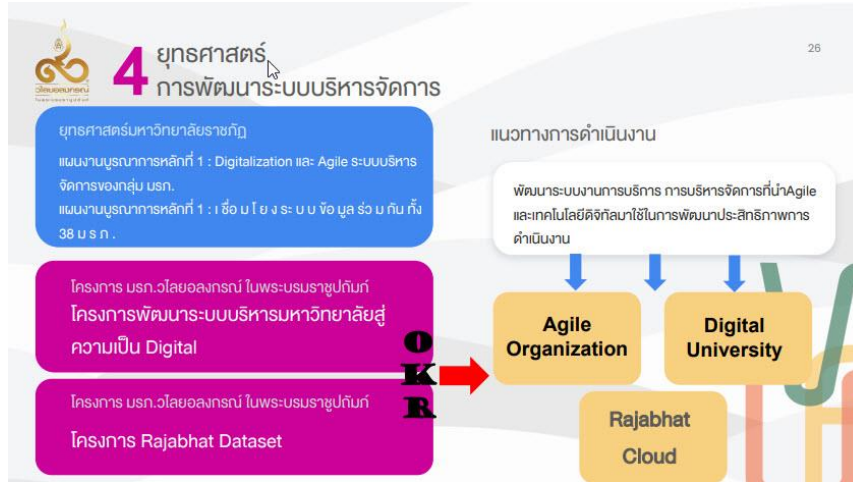 26
วไลยอลงกรณ์
4 ยุทธศาสตร์
การพัฒนาระบบบริหารจัดการ
ยุทธศาสตร์มหาวิทยาลัยราชภัฏ
แผนงานบูรณาการหลักที่ 1 : Digitalization และ Agile ระบบบริหาร
จัดการของกลุ่ม มรภ.
แผนงานบูรณาการหลักที่ 1 : เชื่อมโยงระบบข้อมูลร่วมกันทั้ง
38 ม ร ภ .
โครงการ มรภ.วไลยอลงกรณ์ ในพระบรมราชูปถัมภ์
โครงการพัฒนาระบบบริหารมหาวิทยาลัยสู่
ความเป็น Digital
โครงการ มรภ.วไลยอลงกรณ์ ในพระบรมราชูปถัมภ์
โครงการ Rajabhat Dataset
O
K
R
แนวทางการดำเนินงาน
พัฒนาระบบงานการบริการ การบริหารจัดการที่นำAgile
และเทคโนโลยีดิจิทัลมาใช้ในการพัฒนาประสิทธิภาพการ
ดำเนินงาน
Agile
Organization
Digital
University
Rajabhat
Cloud